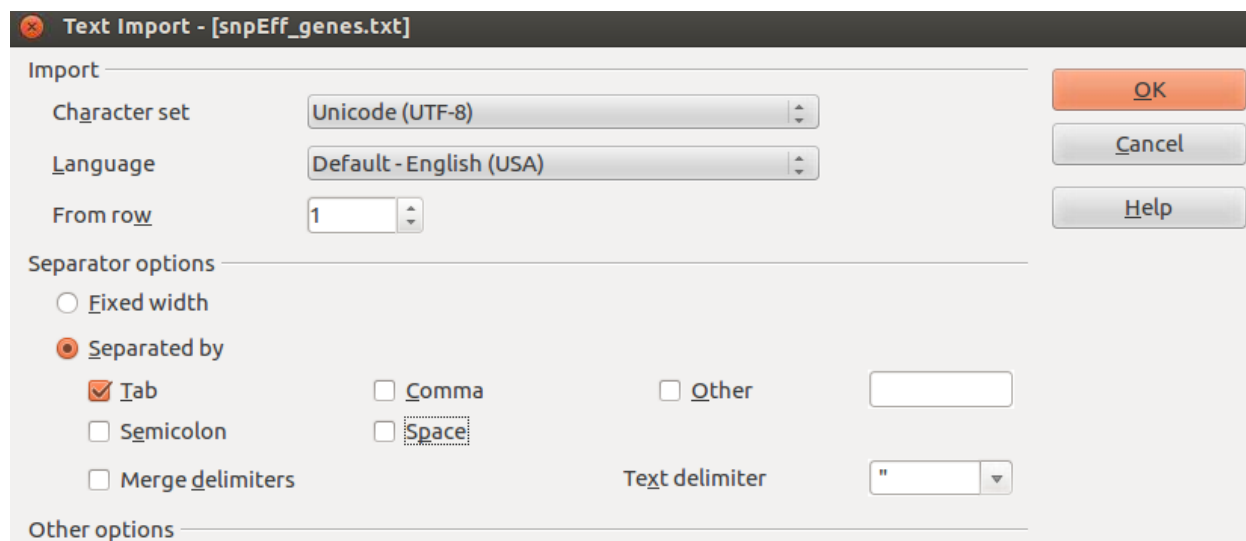 Text Import - [snpEff_genes.txt]
Import
OK
Character set Unicode (UTF-8)
Cancel
Language Default - English (USA)
From row 1
Help
Separator options
Fixed width
Separated by
Tab Comma Other
Semicolon Space
Merge delimiters Text delimiter "
Other options